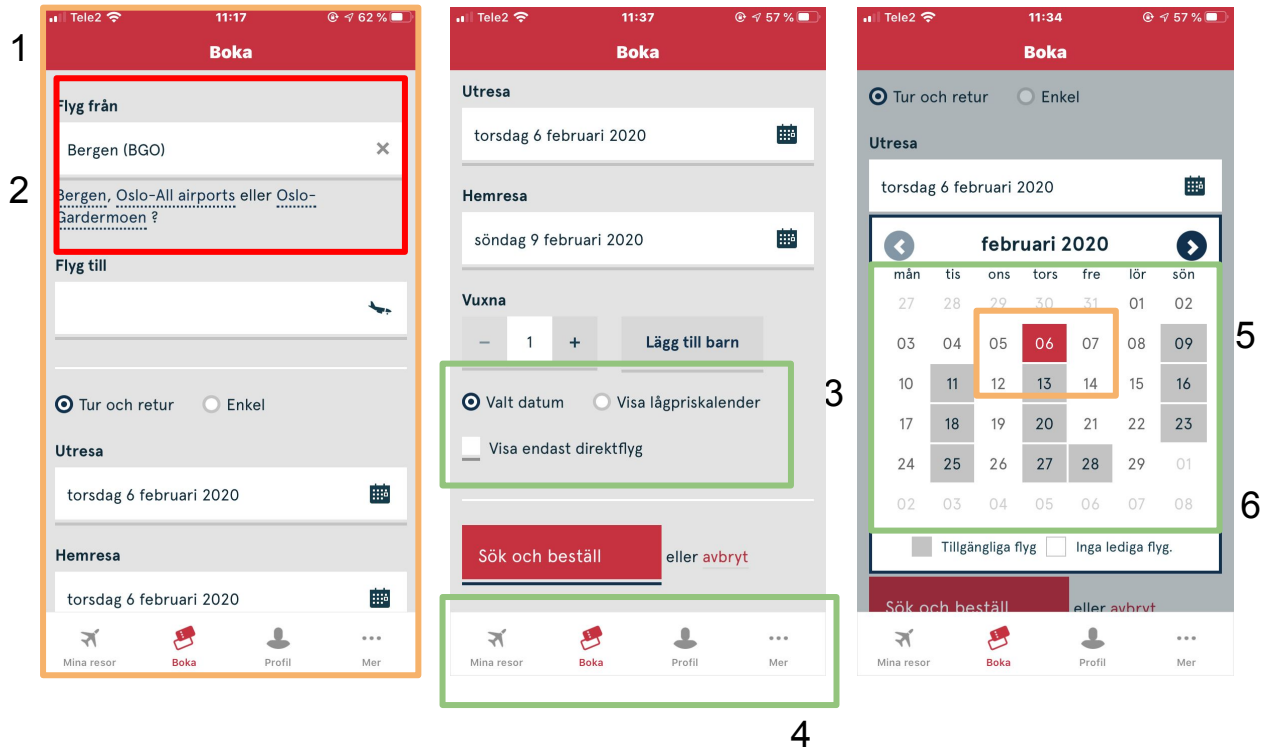 1
Tele2 11:17 62 %
Boka
Flyg från
Bergen (BGO)
2
Bergen, Oslo-All airports eller Oslo-
Gardermoen ?
Flyg till
Tur och retur Enkel
Utresa
torsdag 6 februari 2020
Hemresa
torsdag 6 februari 2020
Mina resor Boka Profil Mer
Tele2 11:37 57 %
Boka
Utresa
torsdag 6 februari 2020
Hemresa
söndag 9 februari 2020
Vuxna
− 1 + Lägg till barn
3
Valt datum Visa lågpriskalender
Visa endast direktflyg
Sök och beställ eller avbryt
Mina resor Boka Profil Mer
4
Tele2 11:34 57 %
Boka
Tur och retur Enkel
Utresa
torsdag 6 februari 2020
februari 2020
mån tis ons tors fre lör sön
27 28 29 30 31 01 02
03 04 05 06 07 08 09
5
10 11 12 13 14 15 16
17 18 19 20 21 22 23
24 25 26 27 28 29 01
02 03 04 05 06 07 08
6
Tillgängliga flyg Inga lediga flyg.
Sök och beställ eller avbryt
Mina resor Boka Profil Mer